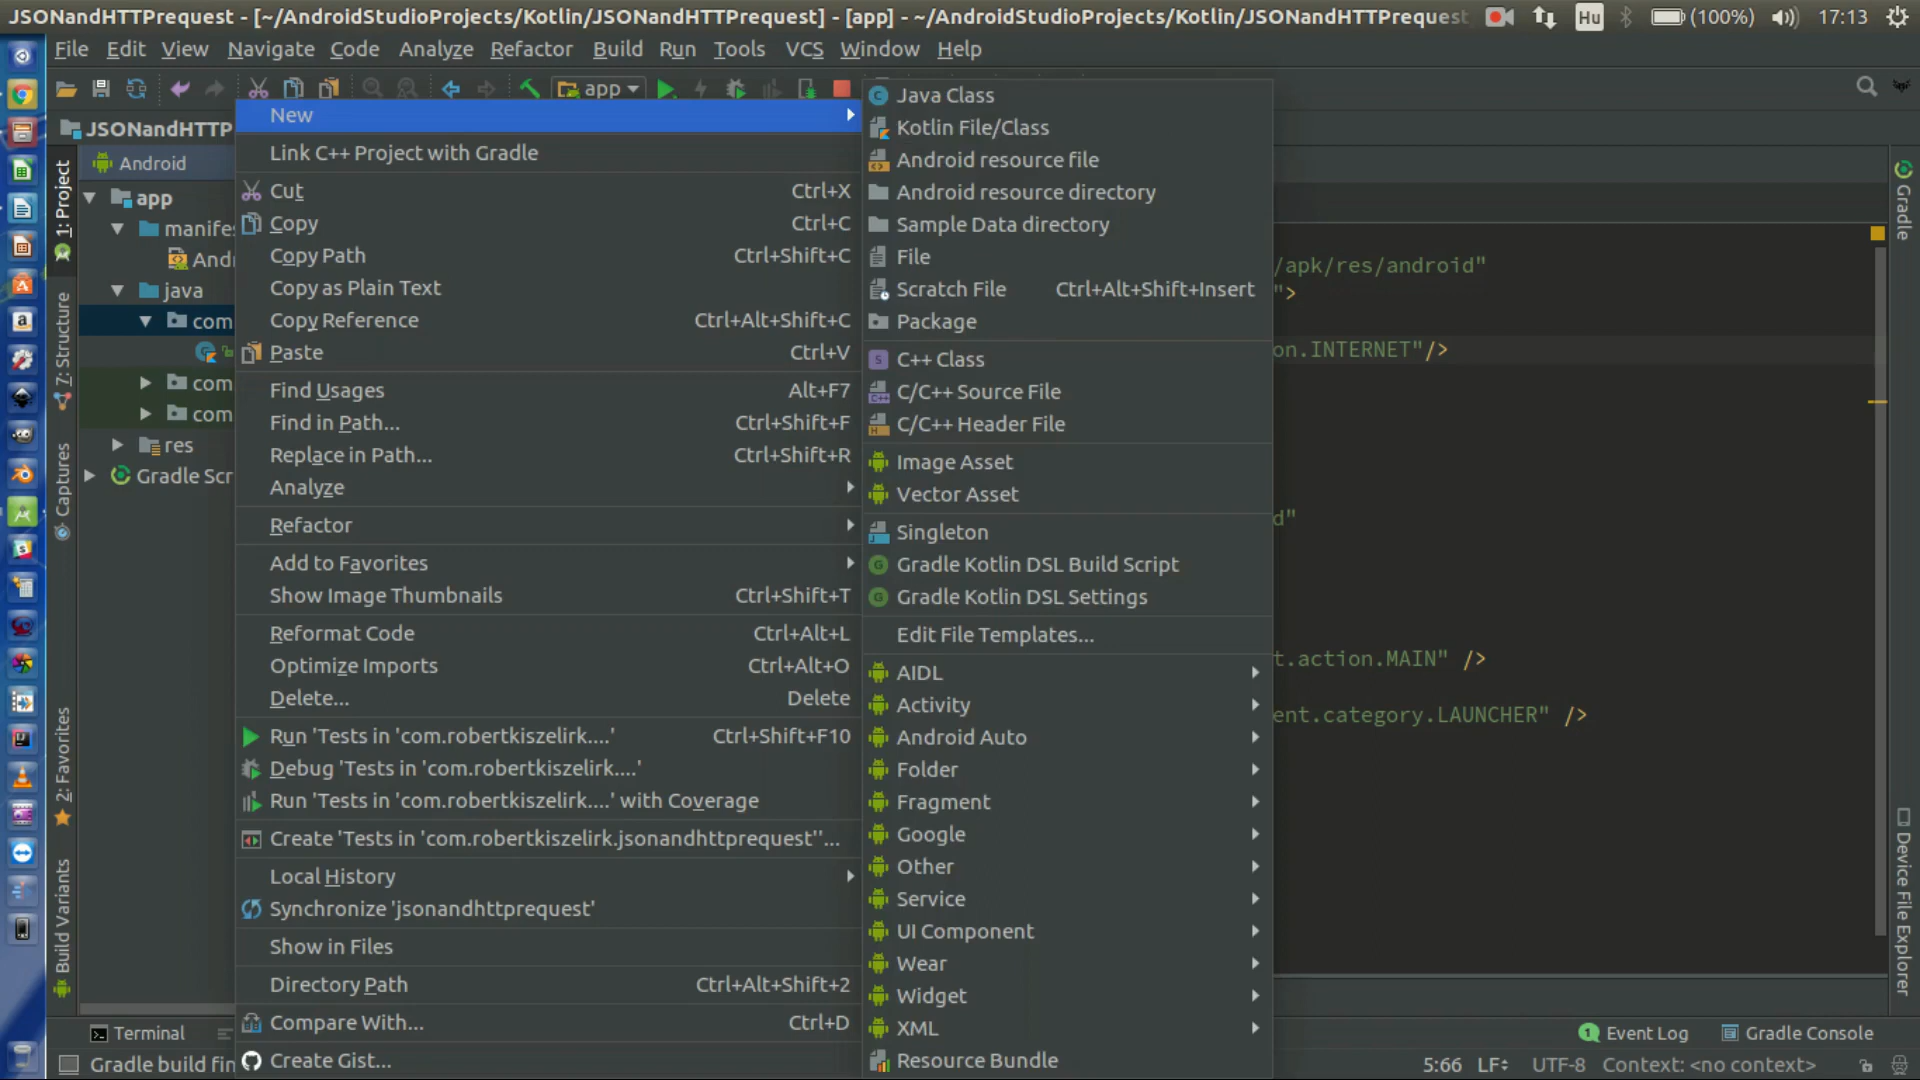 JSONandHTTPrequest - [~/AndroidStudioProjects/Kotlin/JSONandHTTPrequest] - [app] - ~/AndroidStudioProjects/Kotlin/JSONandHTTPrequest
Hu (100%) 17:13
File Edit View Navigate Code Analyze Refactor Build Run Tools VCS Window Help
app
JSONandHTTP
Android
1: Project
7: Structure
Captures
2: Favorites
Build Variants
app
manifes
Andr
java
com
com
com
res
Gradle Scr
New
Link C++ Project with Gradle
Cut Ctrl+X
Copy Ctrl+C
Copy Path Ctrl+Shift+C
Copy as Plain Text
Copy Reference Ctrl+Alt+Shift+C
Paste Ctrl+V
Find Usages Alt+F7
Find in Path... Ctrl+Shift+F
Replace in Path... Ctrl+Shift+R
Analyze
Refactor
Add to Favorites
Show Image Thumbnails Ctrl+Shift+T
Reformat Code Ctrl+Alt+L
Optimize Imports Ctrl+Alt+O
Delete... Delete
Run 'Tests in 'com.robertkiszelirk....' Ctrl+Shift+F10
Debug 'Tests in 'com.robertkiszelirk....'
Run 'Tests in 'com.robertkiszelirk....' with Coverage
Create 'Tests in 'com.robertkiszelirk.jsonandhttprequest''...
Local History
Synchronize 'jsonandhttprequest'
Show in Files
Directory Path Ctrl+Alt+Shift+2
Compare With... Ctrl+D
Create Gist...
Java Class
Kotlin File/Class
Android resource file
Android resource directory
Sample Data directory
File
Scratch File Ctrl+Alt+Shift+Insert
Package
C++ Class
C/C++ Source File
C/C++ Header File
Image Asset
Vector Asset
Singleton
Gradle Kotlin DSL Build Script
Gradle Kotlin DSL Settings
Edit File Templates...
AIDL
Activity
Android Auto
Folder
Fragment
Google
Other
Service
UI Component
Wear
Widget
XML
Resource Bundle
/apk/res/android"
">
on.INTERNET"/>
d"
t.action.MAIN" />
ent.category.LAUNCHER" />
Gradle
Device File Explorer
Terminal
1 Event Log Gradle Console
Gradle build fin
5:66 LF UTF-8 Context: <no context>